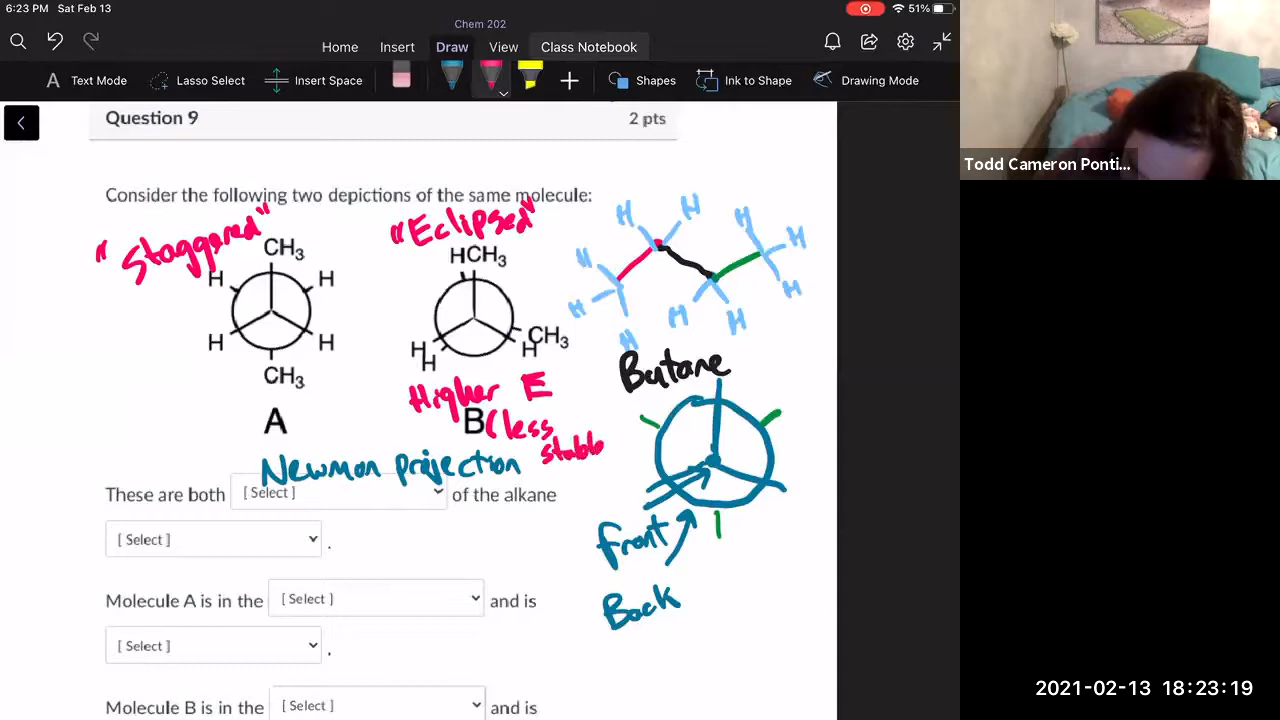 6:23 PM Sat Feb 13
51%
Chem 202
Home Insert Draw View Class Notebook
Text Mode Lasso Select Insert Space Shapes Ink to Shape Drawing Mode
Question 9 2 pts
Consider the following two depictions of the same molecule:
"Staggered"
"Eclipsed"
CH₃
H H
H H
CH₃
A
HCH₃
CH₃
H H
H
B
Higher E
(less
stable
H H H H
H H
H H H
H
Butane
Newman projection
Front
Back
These are both [ Select ] of the alkane
[ Select ] .
Molecule A is in the [ Select ] and is
[ Select ] .
Molecule B is in the [ Select ] and is
Todd Cameron Ponti...
2021-02-13 18:23:19